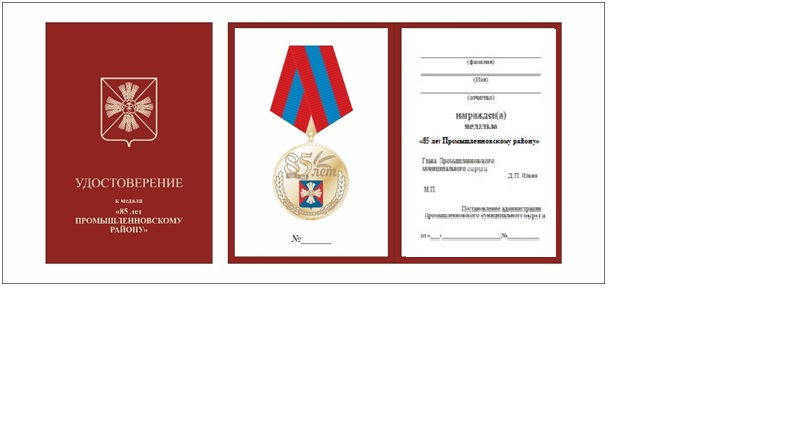 УДОСТОВЕРЕНИЕ
к медали
«85 лет
ПРОМЫШЛЕННОВСКОМУ
РАЙОНУ»
85
лет
№______
(фамилия)
(Имя)
(отчество)
награжден(а)
медалью
«85 лет Промышленновскому району»
Глава Промышленновского
муниципального округа
Д.П. Ильин
М.П.
Постановление администрации
Промышленновского муниципального округа
от«___»____________________№__________